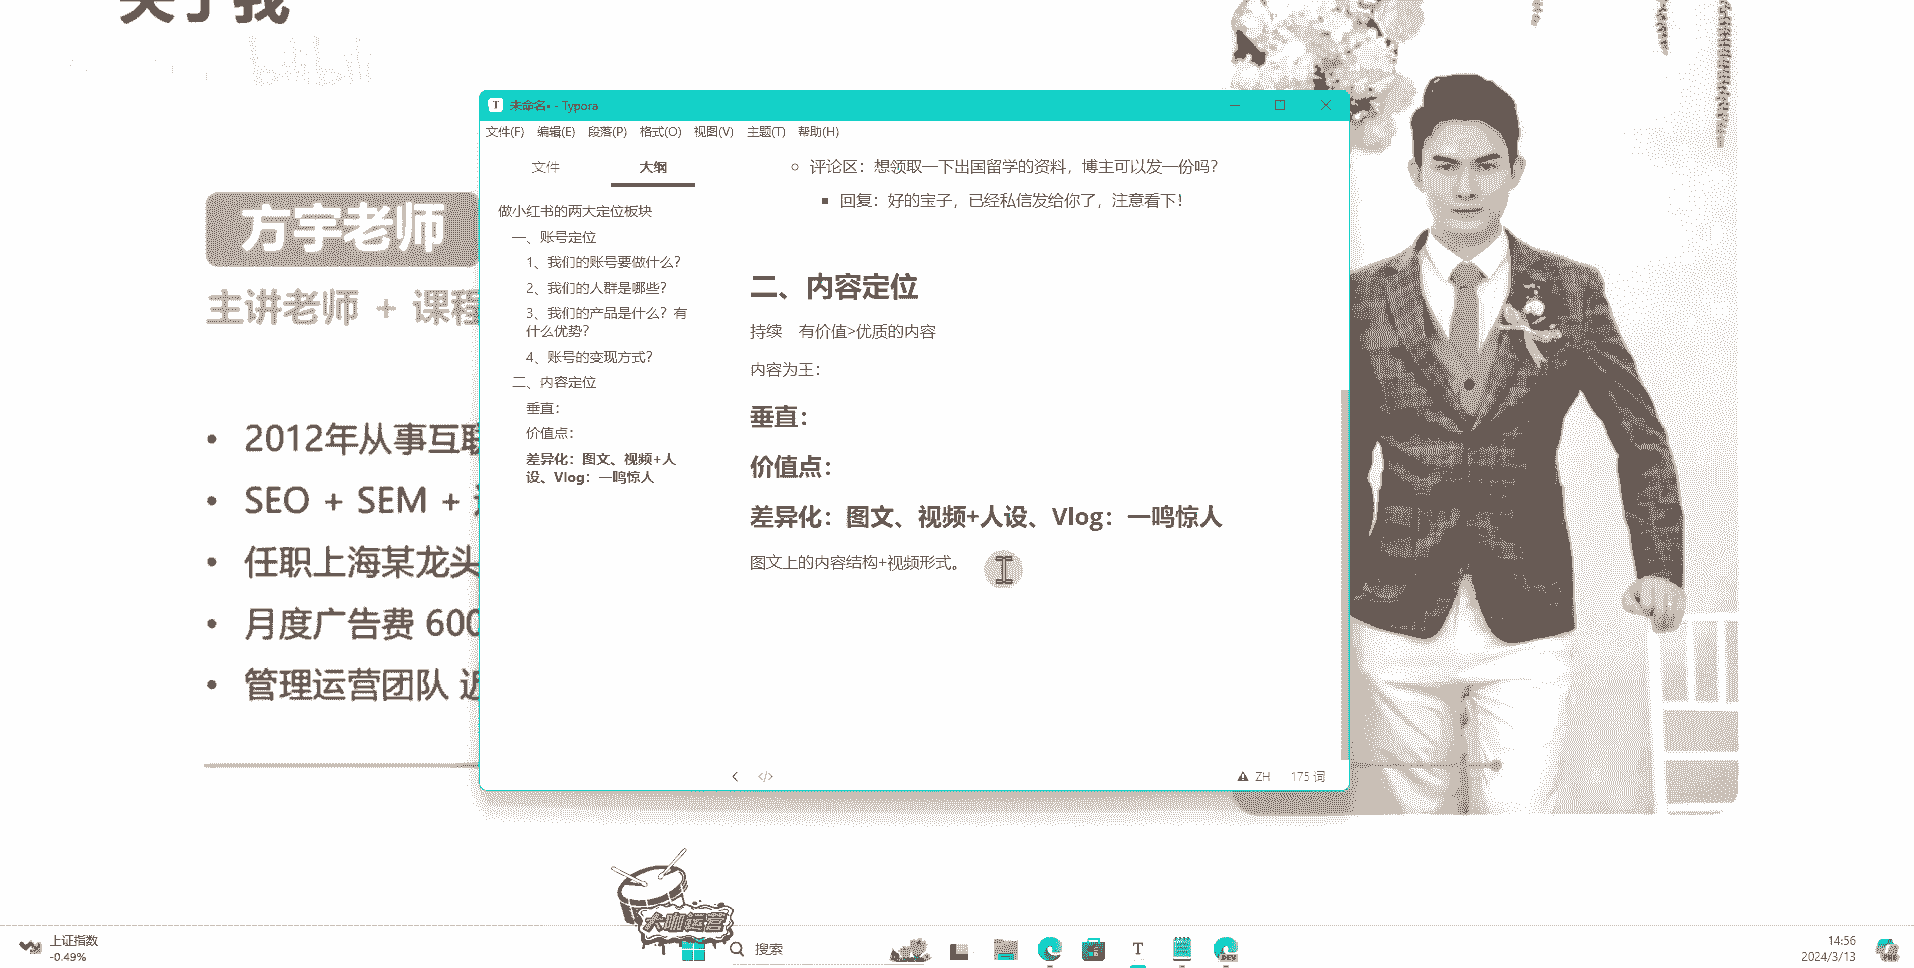 关于我
bilibili
方宇老师
主讲老师 + 课程
• 2012年从事互联
• SEO + SEM +
• 任职上海某龙头
• 月度广告费 600
• 管理运营团队 近
未命名• - Typora
文件(F) 编辑(E) 段落(P) 格式(O) 视图(V) 主题(T) 帮助(H)
文件 大纲
做小红书的两大定位板块
一、账号定位
1、我们的账号要做什么？
2、我们的人群是哪些？
3、我们的产品是什么？有
什么优势？
4、账号的变现方式？
二、内容定位
垂直：
价值点：
差异化：图文、视频+人
设、Vlog：一鸣惊人
评论区：想领取一下出国留学的资料，博主可以发一份吗？
回复：好的宝子，已经私信发给你了，注意看下！
二、内容定位
持续 有价值>优质的内容
内容为王：
垂直：
价值点：
差异化：图文、视频+人设、Vlog：一鸣惊人
图文上的内容结构+视频形式。
</> ZH 175 词
大咖运营
上证指数
-0.49%
搜索
T
DEV
14:56
2024/3/13
PRE